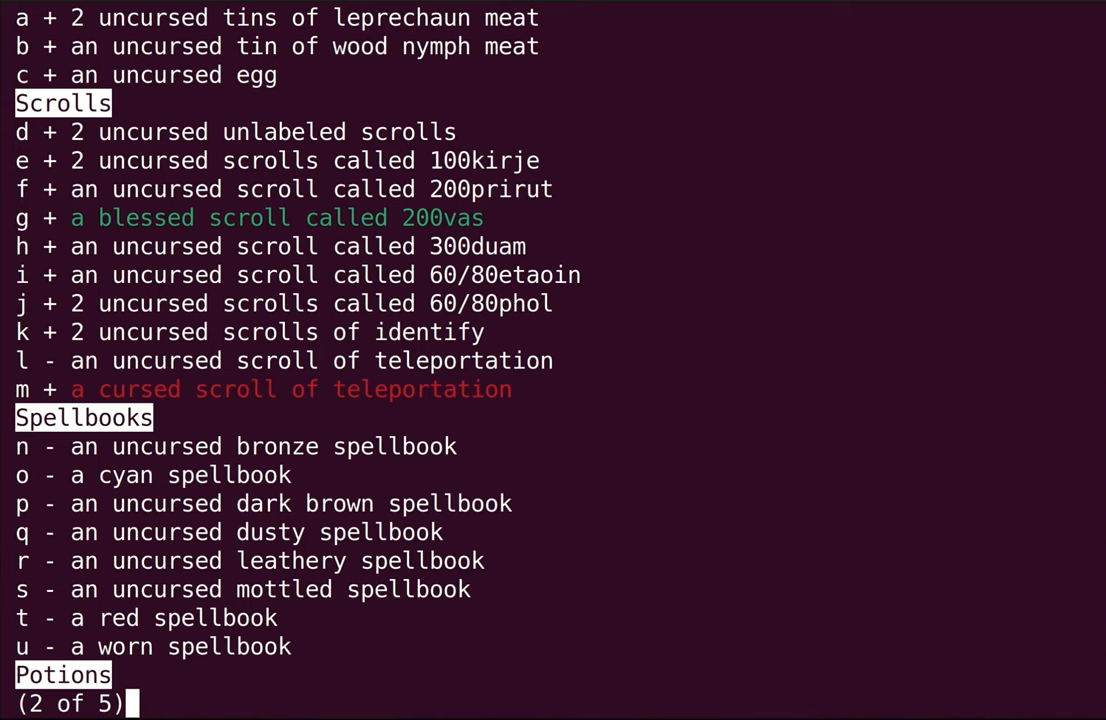 a + 2 uncursed tins of leprechaun meat
b + an uncursed tin of wood nymph meat
c + an uncursed egg
Scrolls
d + 2 uncursed unlabeled scrolls
e + 2 uncursed scrolls called 100kirje
f + an uncursed scroll called 200prirut
g + a blessed scroll called 200vas
h + an uncursed scroll called 300duam
i + an uncursed scroll called 60/80etaoin
j + 2 uncursed scrolls called 60/80phol
k + 2 uncursed scrolls of identify
l - an uncursed scroll of teleportation
m + a cursed scroll of teleportation
Spellbooks
n - an uncursed bronze spellbook
o - a cyan spellbook
p - an uncursed dark brown spellbook
q - an uncursed dusty spellbook
r - an uncursed leathery spellbook
s - an uncursed mottled spellbook
t - a red spellbook
u - a worn spellbook
Potions
(2 of 5)